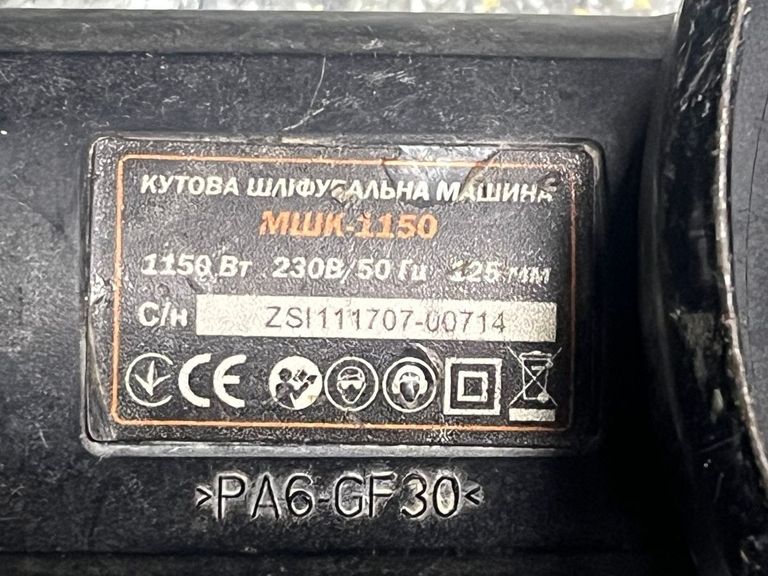 КУТОВА ШЛІФУВАЛЬНА МАШИНА
МШК-1150
1150 Вт 230В/50 Гц 125 мм
С/н ZSI111707-00714
CE
>PA6-GF30<